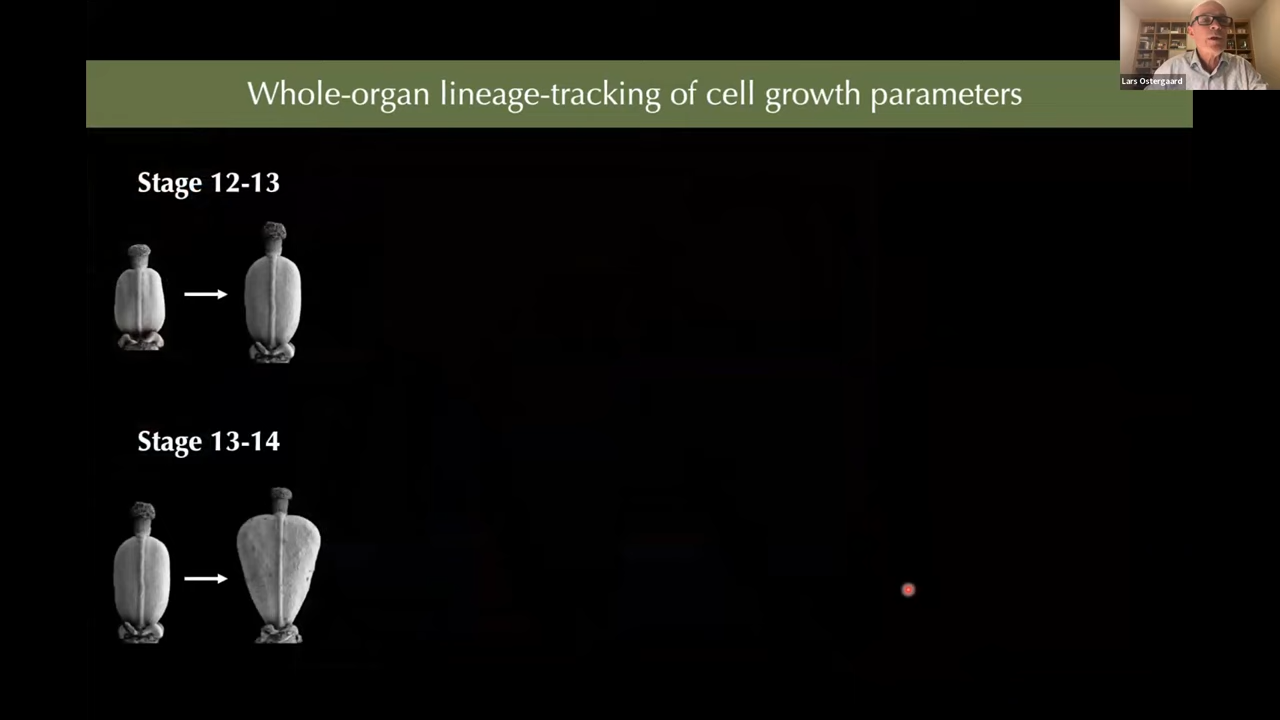 Whole-organ lineage-tracking of cell growth parameters
Lars Ostergaard
Stage 12-13
Stage 13-14